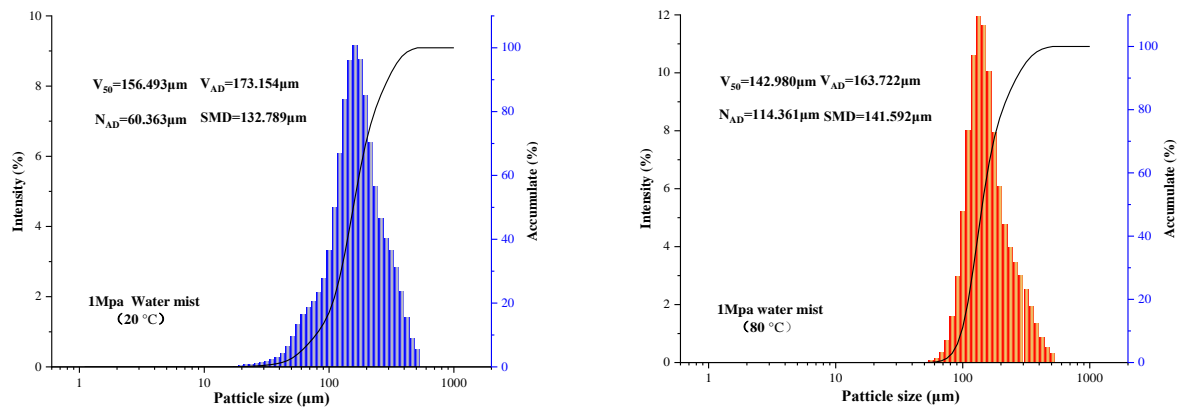 10
8
6
4
2
0
Intensity (%)
V50=156.493μm VAD=173.154μm
NAD=60.363μm SMD=132.789μm
1Mpa Water mist
（20 °C）
100
80
60
40
20
0
Accumulate (%)
1
10
100
1000
Patticle size (μm)
12
10
8
6
4
2
0
Intensity (%)
V50=142.980μm VAD=163.722μm
NAD=114.361μm SMD=141.592μm
1Mpa water mist
（80 °C）
100
80
60
40
20
0
Accumulate (%)
1
10
100
1000
Patticle size (μm)